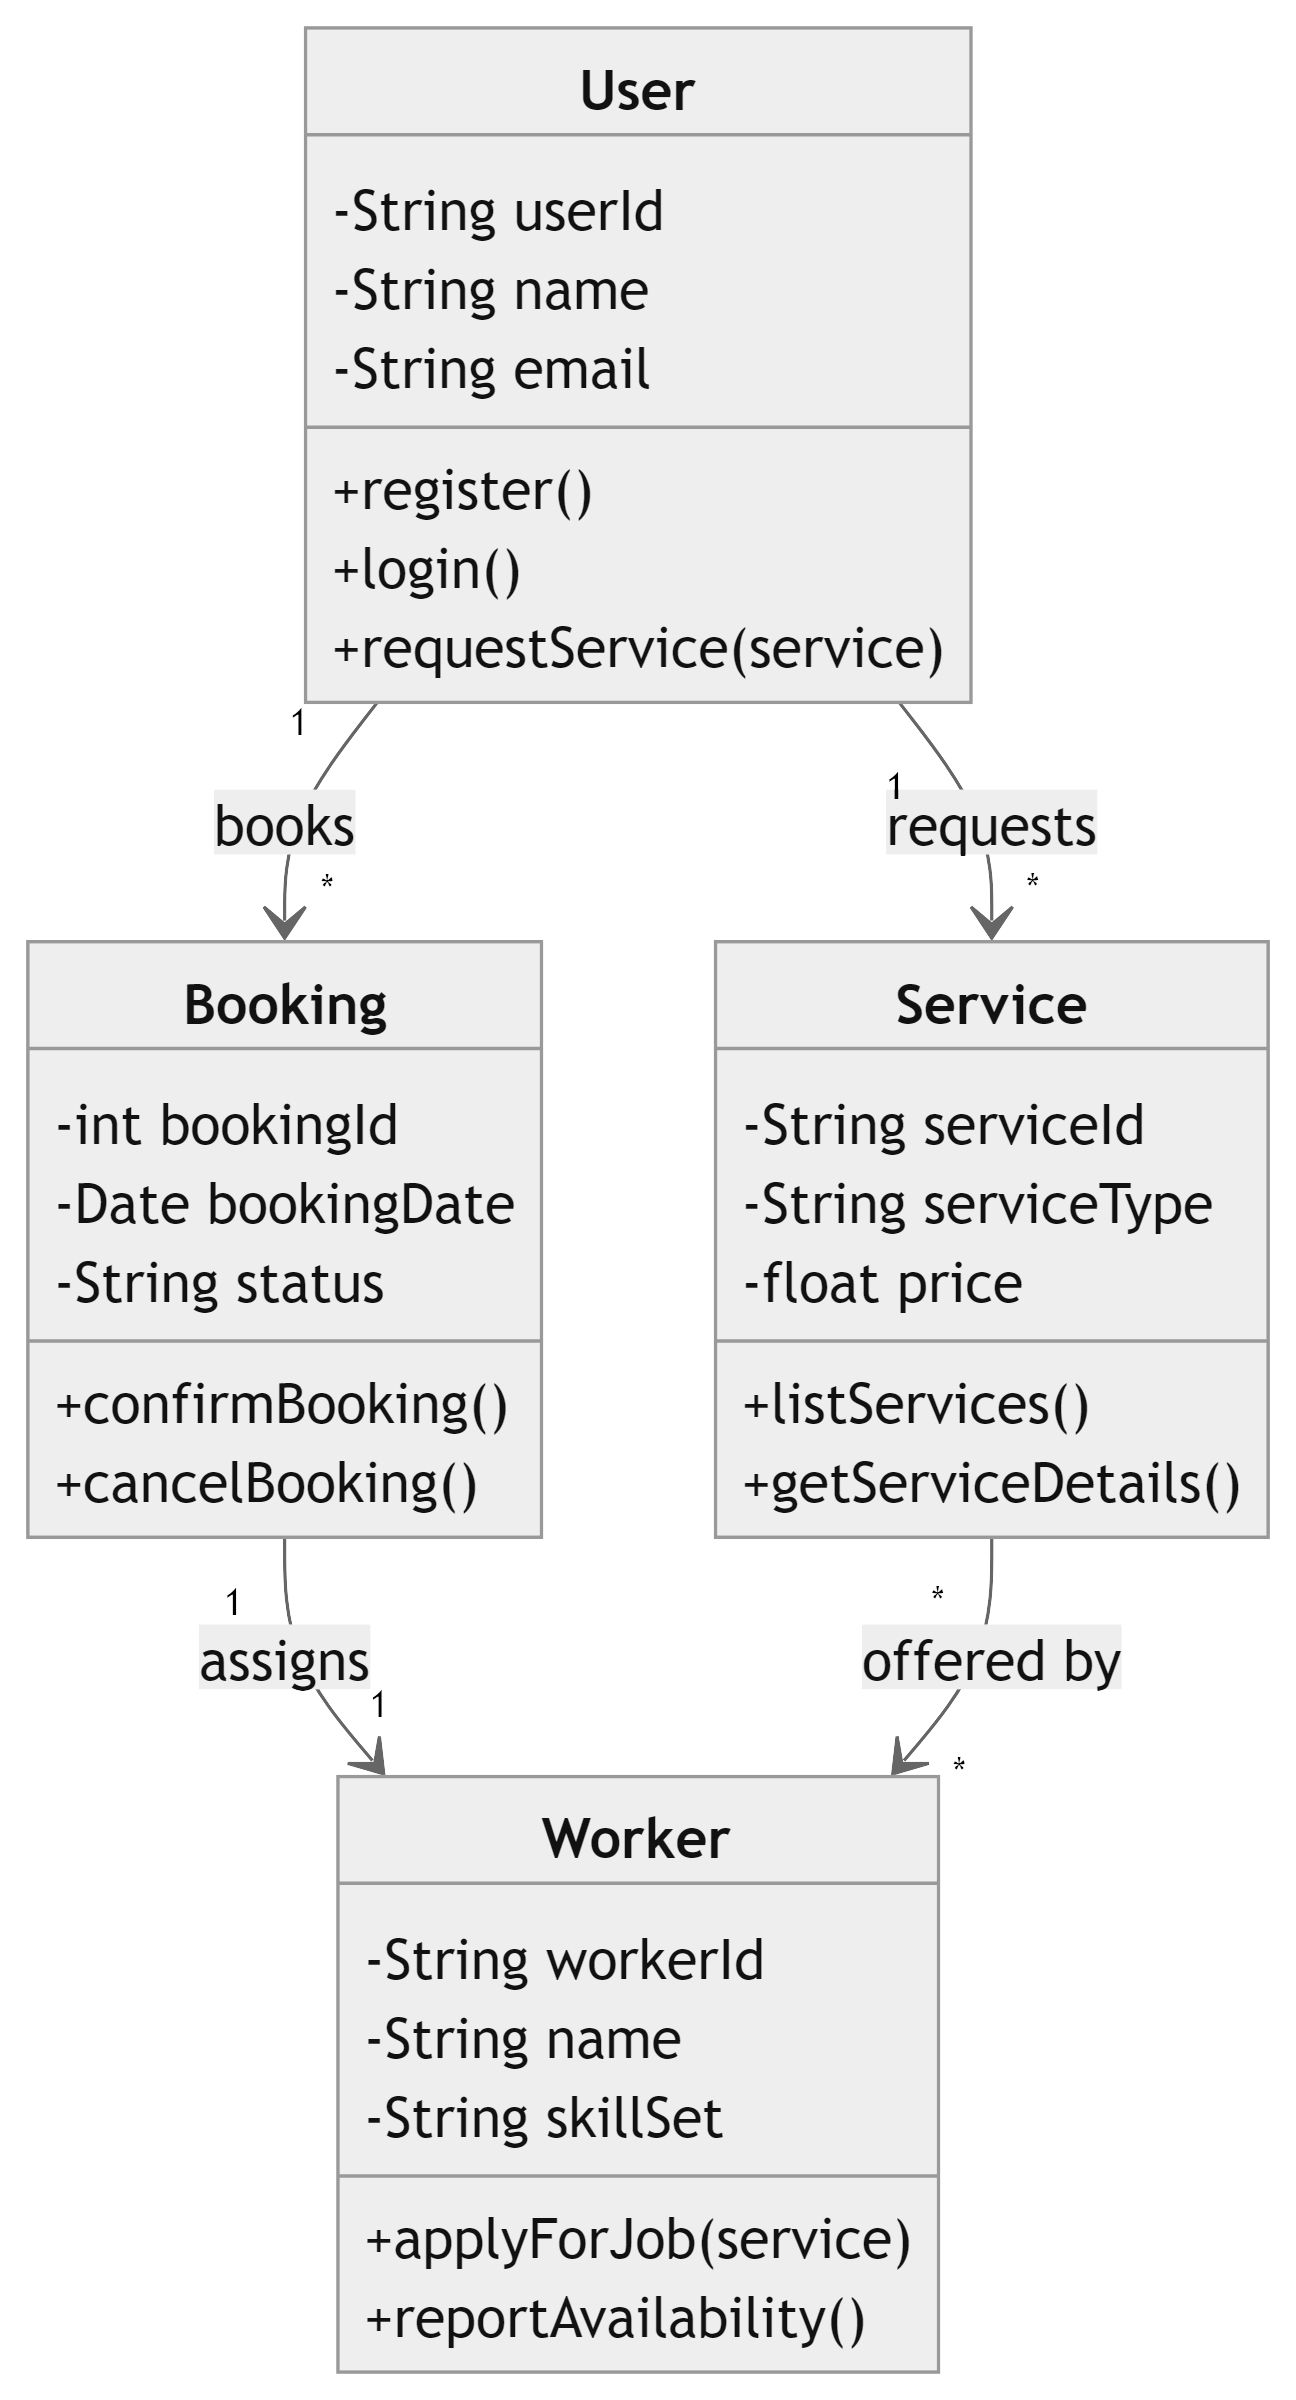 User
-String userId
-String name
-String email
+register()
+login()
+requestService(service)
1
books
*
1
requests
*
Booking
-int bookingId
-Date bookingDate
-String status
+confirmBooking()
+cancelBooking()
Service
-String serviceId
-String serviceType
-float price
+listServices()
+getServiceDetails()
1
assigns
1
*
offered by
*
Worker
-String workerId
-String name
-String skillSet
+applyForJob(service)
+reportAvailability()